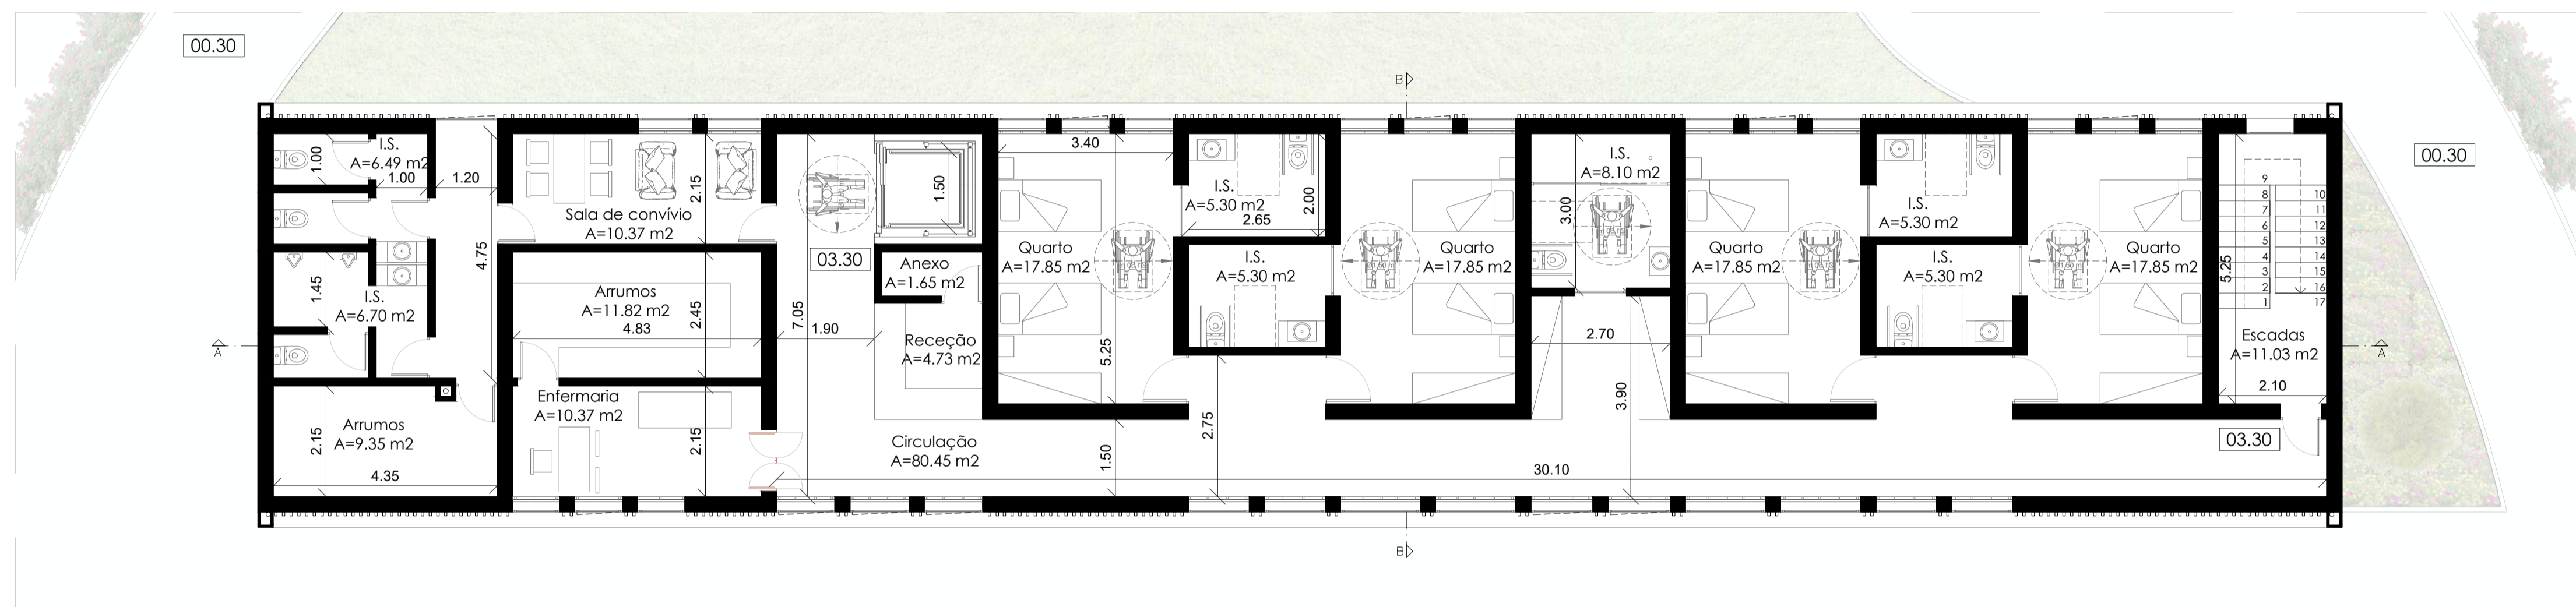 00.30
B
00.30
I.S.
A=6.49 m2
1.00
1.00
1.20
4.75
I.S.
A=6.70 m2
1.45
Arrumos
A=9.35 m2
2.15
4.35
A
Sala de convívio
A=10.37 m2
2.15
Arrumos
A=11.82 m2
4.83
2.45
Enfermaria
A=10.37 m2
2.15
03.30
7.05
1.90
1.50
Anexo
A=1.65 m2
Receção
A=4.73 m2
Circulação
A=80.45 m2
3.40
Quarto
A=17.85 m2
5.25
1.50
I.S.
A=5.30 m2
2.65
2.00
I.S.
A=5.30 m2
2.75
Quarto
A=17.85 m2
I.S.
A=8.10 m2
3.00
2.70
3.90
30.10
Quarto
A=17.85 m2
I.S.
A=5.30 m2
I.S.
A=5.30 m2
Quarto
A=17.85 m2
9
8 10
7 11
6 12
5 13
4 14
3 15
2 16
1 17
5.25
Escadas
A=11.03 m2
2.10
03.30
A
B